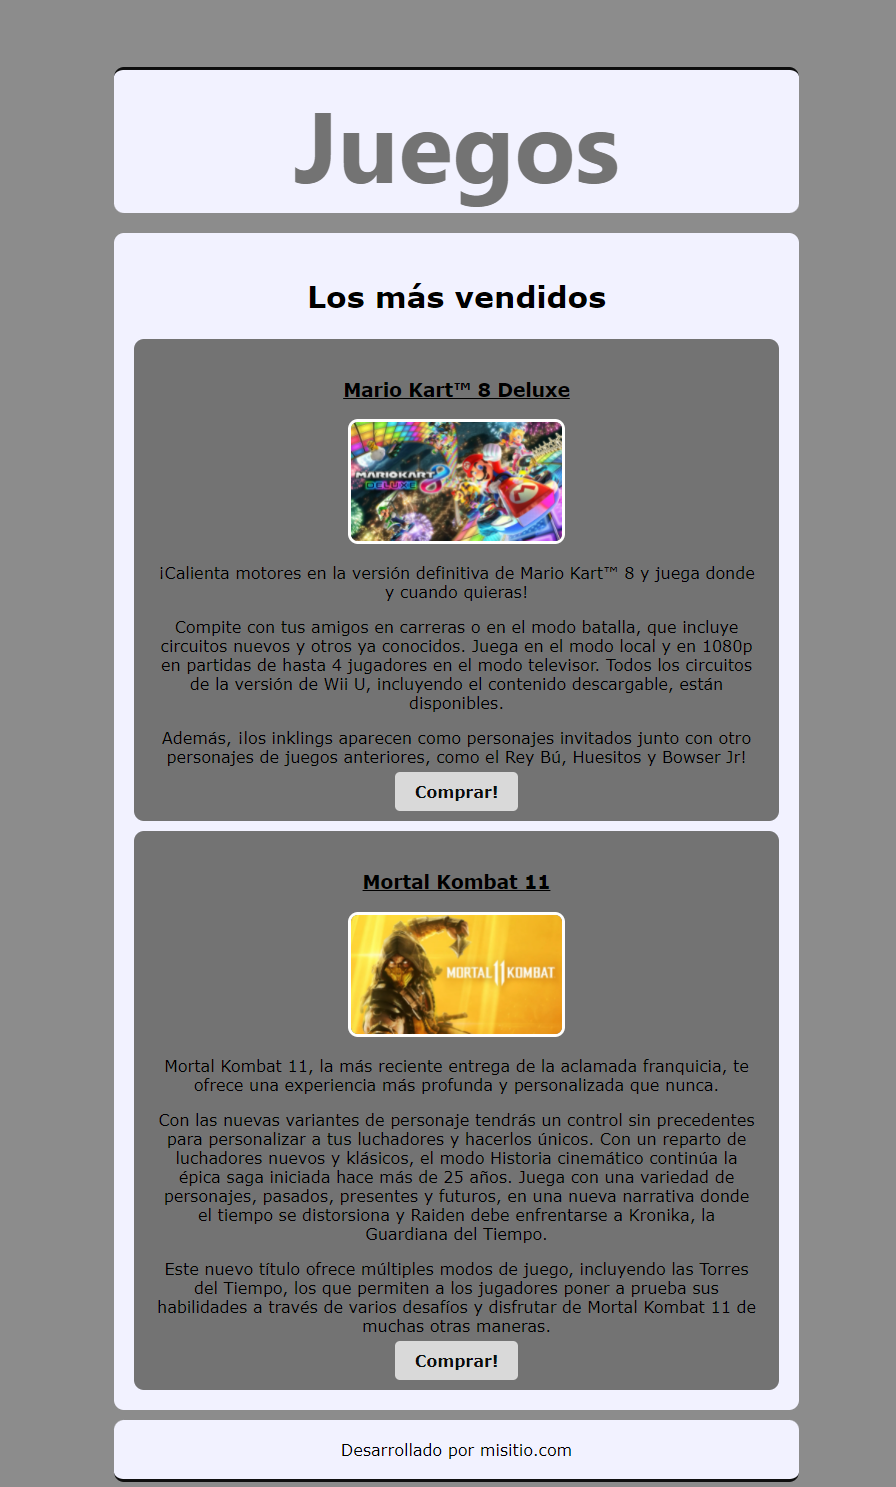 Juegos
Los más vendidos
Mario Kart™ 8 Deluxe
MARIOKART 8
DELUXE
¡Calienta motores en la versión definitiva de Mario Kart™ 8 y juega donde
y cuando quieras!
Compite con tus amigos en carreras o en el modo batalla, que incluye
circuitos nuevos y otros ya conocidos. Juega en el modo local y en 1080p
en partidas de hasta 4 jugadores en el modo televisor. Todos los circuitos
de la versión de Wii U, incluyendo el contenido descargable, están
disponibles.
Además, ¡los inklings aparecen como personajes invitados junto con otro
personajes de juegos anteriores, como el Rey Bú, Huesitos y Bowser Jr!
Comprar!
Mortal Kombat 11
MORTAL 11 KOMBAT
Mortal Kombat 11, la más reciente entrega de la aclamada franquicia, te
ofrece una experiencia más profunda y personalizada que nunca.
Con las nuevas variantes de personaje tendrás un control sin precedentes
para personalizar a tus luchadores y hacerlos únicos. Con un reparto de
luchadores nuevos y klásicos, el modo Historia cinemático continúa la
épica saga iniciada hace más de 25 años. Juega con una variedad de
personajes, pasados, presentes y futuros, en una nueva narrativa donde
el tiempo se distorsiona y Raiden debe enfrentarse a Kronika, la
Guardiana del Tiempo.
Este nuevo título ofrece múltiples modos de juego, incluyendo las Torres
del Tiempo, los que permiten a los jugadores poner a prueba sus
habilidades a través de varios desafíos y disfrutar de Mortal Kombat 11 de
muchas otras maneras.
Comprar!
Desarrollado por misitio.com